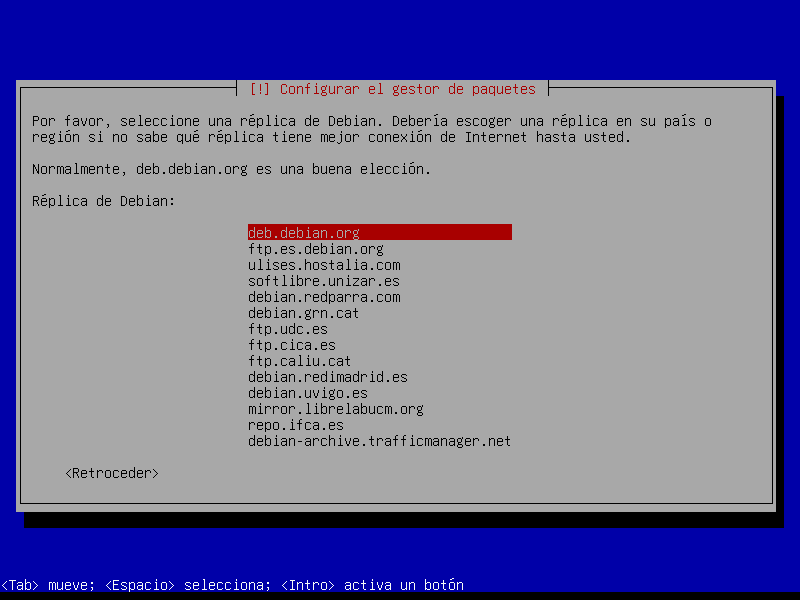 [!] Configurar el gestor de paquetes
Por favor, seleccione una réplica de Debian. Debería escoger una réplica en su país o
región si no sabe qué réplica tiene mejor conexión de Internet hasta usted.
Normalmente, deb.debian.org es una buena elección.
Réplica de Debian:
deb.debian.org
ftp.es.debian.org
ulises.hostalia.com
softlibre.unizar.es
debian.redparra.com
debian.grn.cat
ftp.udc.es
ftp.cica.es
ftp.caliu.cat
debian.redimadrid.es
debian.uvigo.es
mirror.librelabucm.org
repo.ifca.es
debian-archive.trafficmanager.net
<Retroceder>
<Tab> mueve; <Espacio> selecciona; <Intro> activa un botón